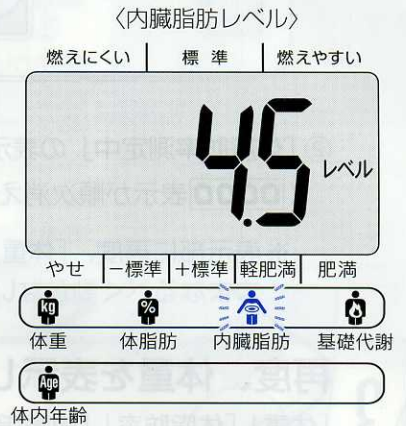 〈内臓脂肪レベル〉
燃えにくい 標準 燃えやすい
4.5 レベル
やせ −標準 +標準 軽肥満 肥満
kg %
体重 体脂肪 内臓脂肪 基礎代謝
Age
体内年齢